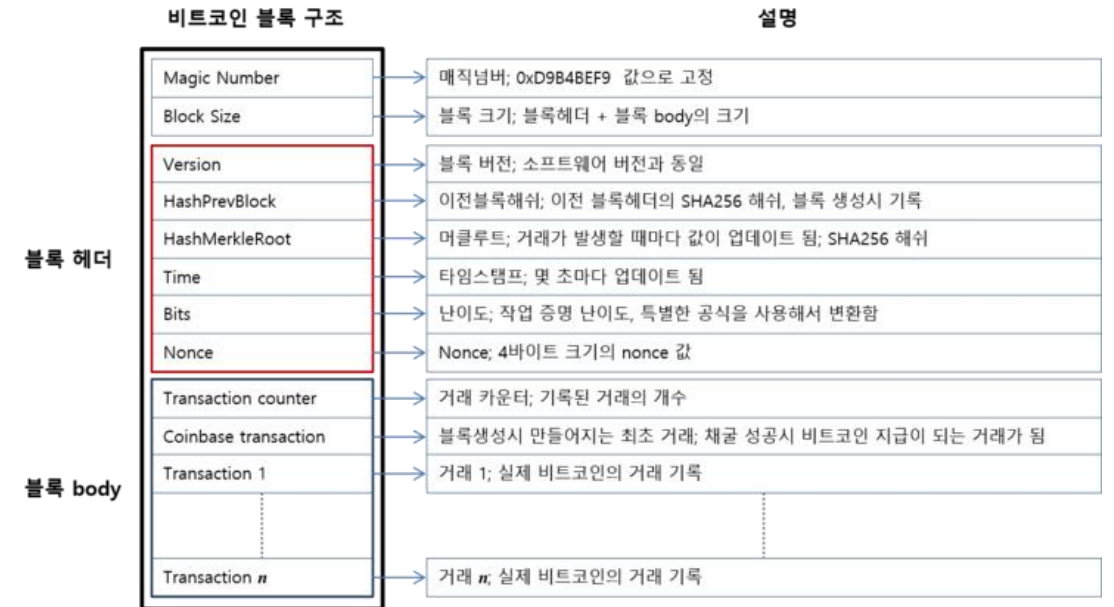 비트코인 블록 구조
설명
Magic Number
매직넘버; 0xD9B4BEF9 값으로 고정
Block Size
블록 크기; 블록헤더 + 블록 body의 크기
블록 헤더
Version
블록 버전; 소프트웨어 버전과 동일
HashPrevBlock
이전블록해쉬; 이전 블록헤더의 SHA256 해쉬, 블록 생성시 기록
HashMerkleRoot
머클루트; 거래가 발생할 때마다 값이 업데이트 됨; SHA256 해쉬
Time
타임스탬프; 몇 초마다 업데이트 됨
Bits
난이도; 작업 증명 난이도, 특별한 공식을 사용해서 변환함
Nonce
Nonce; 4바이트 크기의 nonce 값
블록 body
Transaction counter
거래 카운터; 기록된 거래의 개수
Coinbase transaction
블록생성시 만들어지는 최초 거래; 채굴 성공시 비트코인 지급이 되는 거래가 됨
Transaction 1
거래 1; 실제 비트코인의 거래 기록
Transaction n
거래 n; 실제 비트코인의 거래 기록